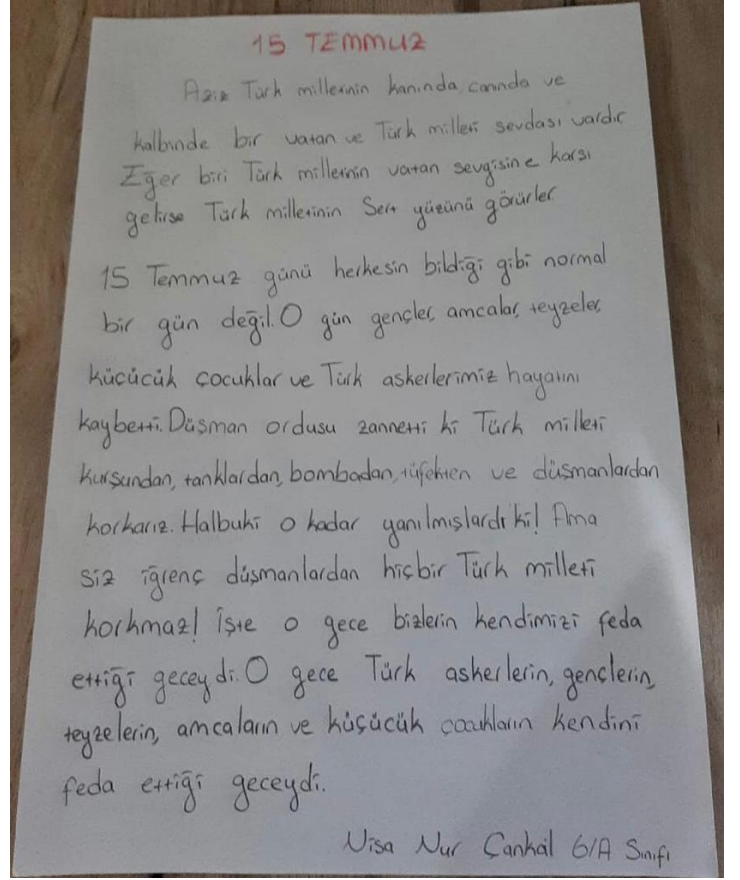 15 TEMMUZ
Aziz Türk milletinin kanında, canında ve
kalbinde bir vatan ve Türk milleti sevdası vardır
Eğer biri Türk milletinin vatan sevgisine karsı
gelirse Türk milletinin Sert yüzünü görürler
15 Temmuz günü herkesin bildiği gibi normal
bir gün değil. O gün gençler, amcalar, teyzeler,
küçücük çocuklar ve Türk askerlerimiz hayatını
kaybetti. Düşman ordusu zannetti ki Türk milleti
kurşundan, tanklardan, bombadan, tüfekten ve düşmanlardan
korkarız. Halbuki o kadar yanılmışlardı ki! Ama
siz iğrenç düşmanlardan hiçbir Türk milleti
korkmaz! İşte o gece bizlerin kendimizi feda
ettiği geceydi. O gece Türk askerlerin, gençlerin,
teyzelerin, amcaların ve küçücük çocukların kendini
feda ettiği geceydi.
Nisa Nur Çankal 6/A Sınıfı